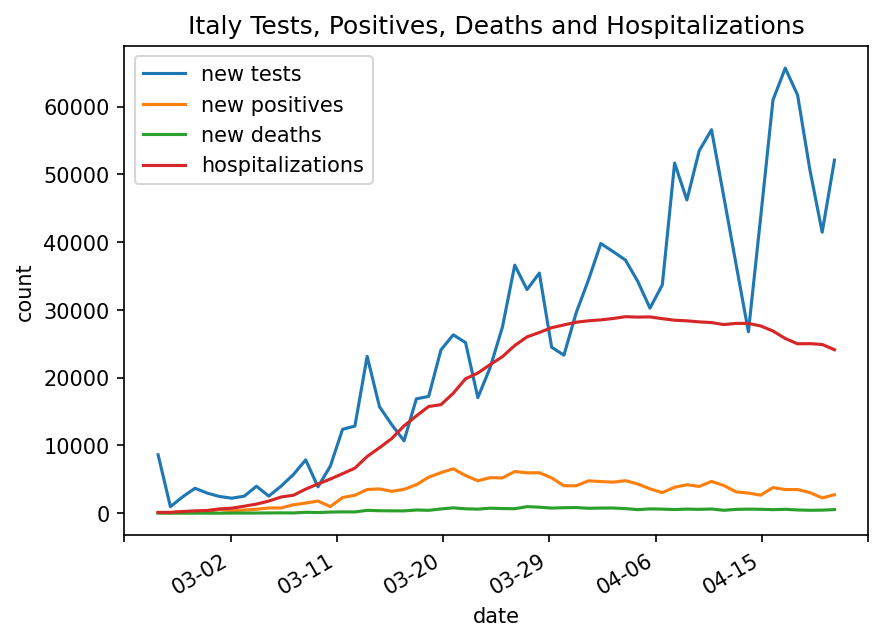 Italy Tests, Positives, Deaths and Hospitalizations
new tests
new positives
new deaths
hospitalizations
60000
50000
40000
30000
20000
10000
0
count
03-02
03-11
03-20
03-29
04-06
04-15
date